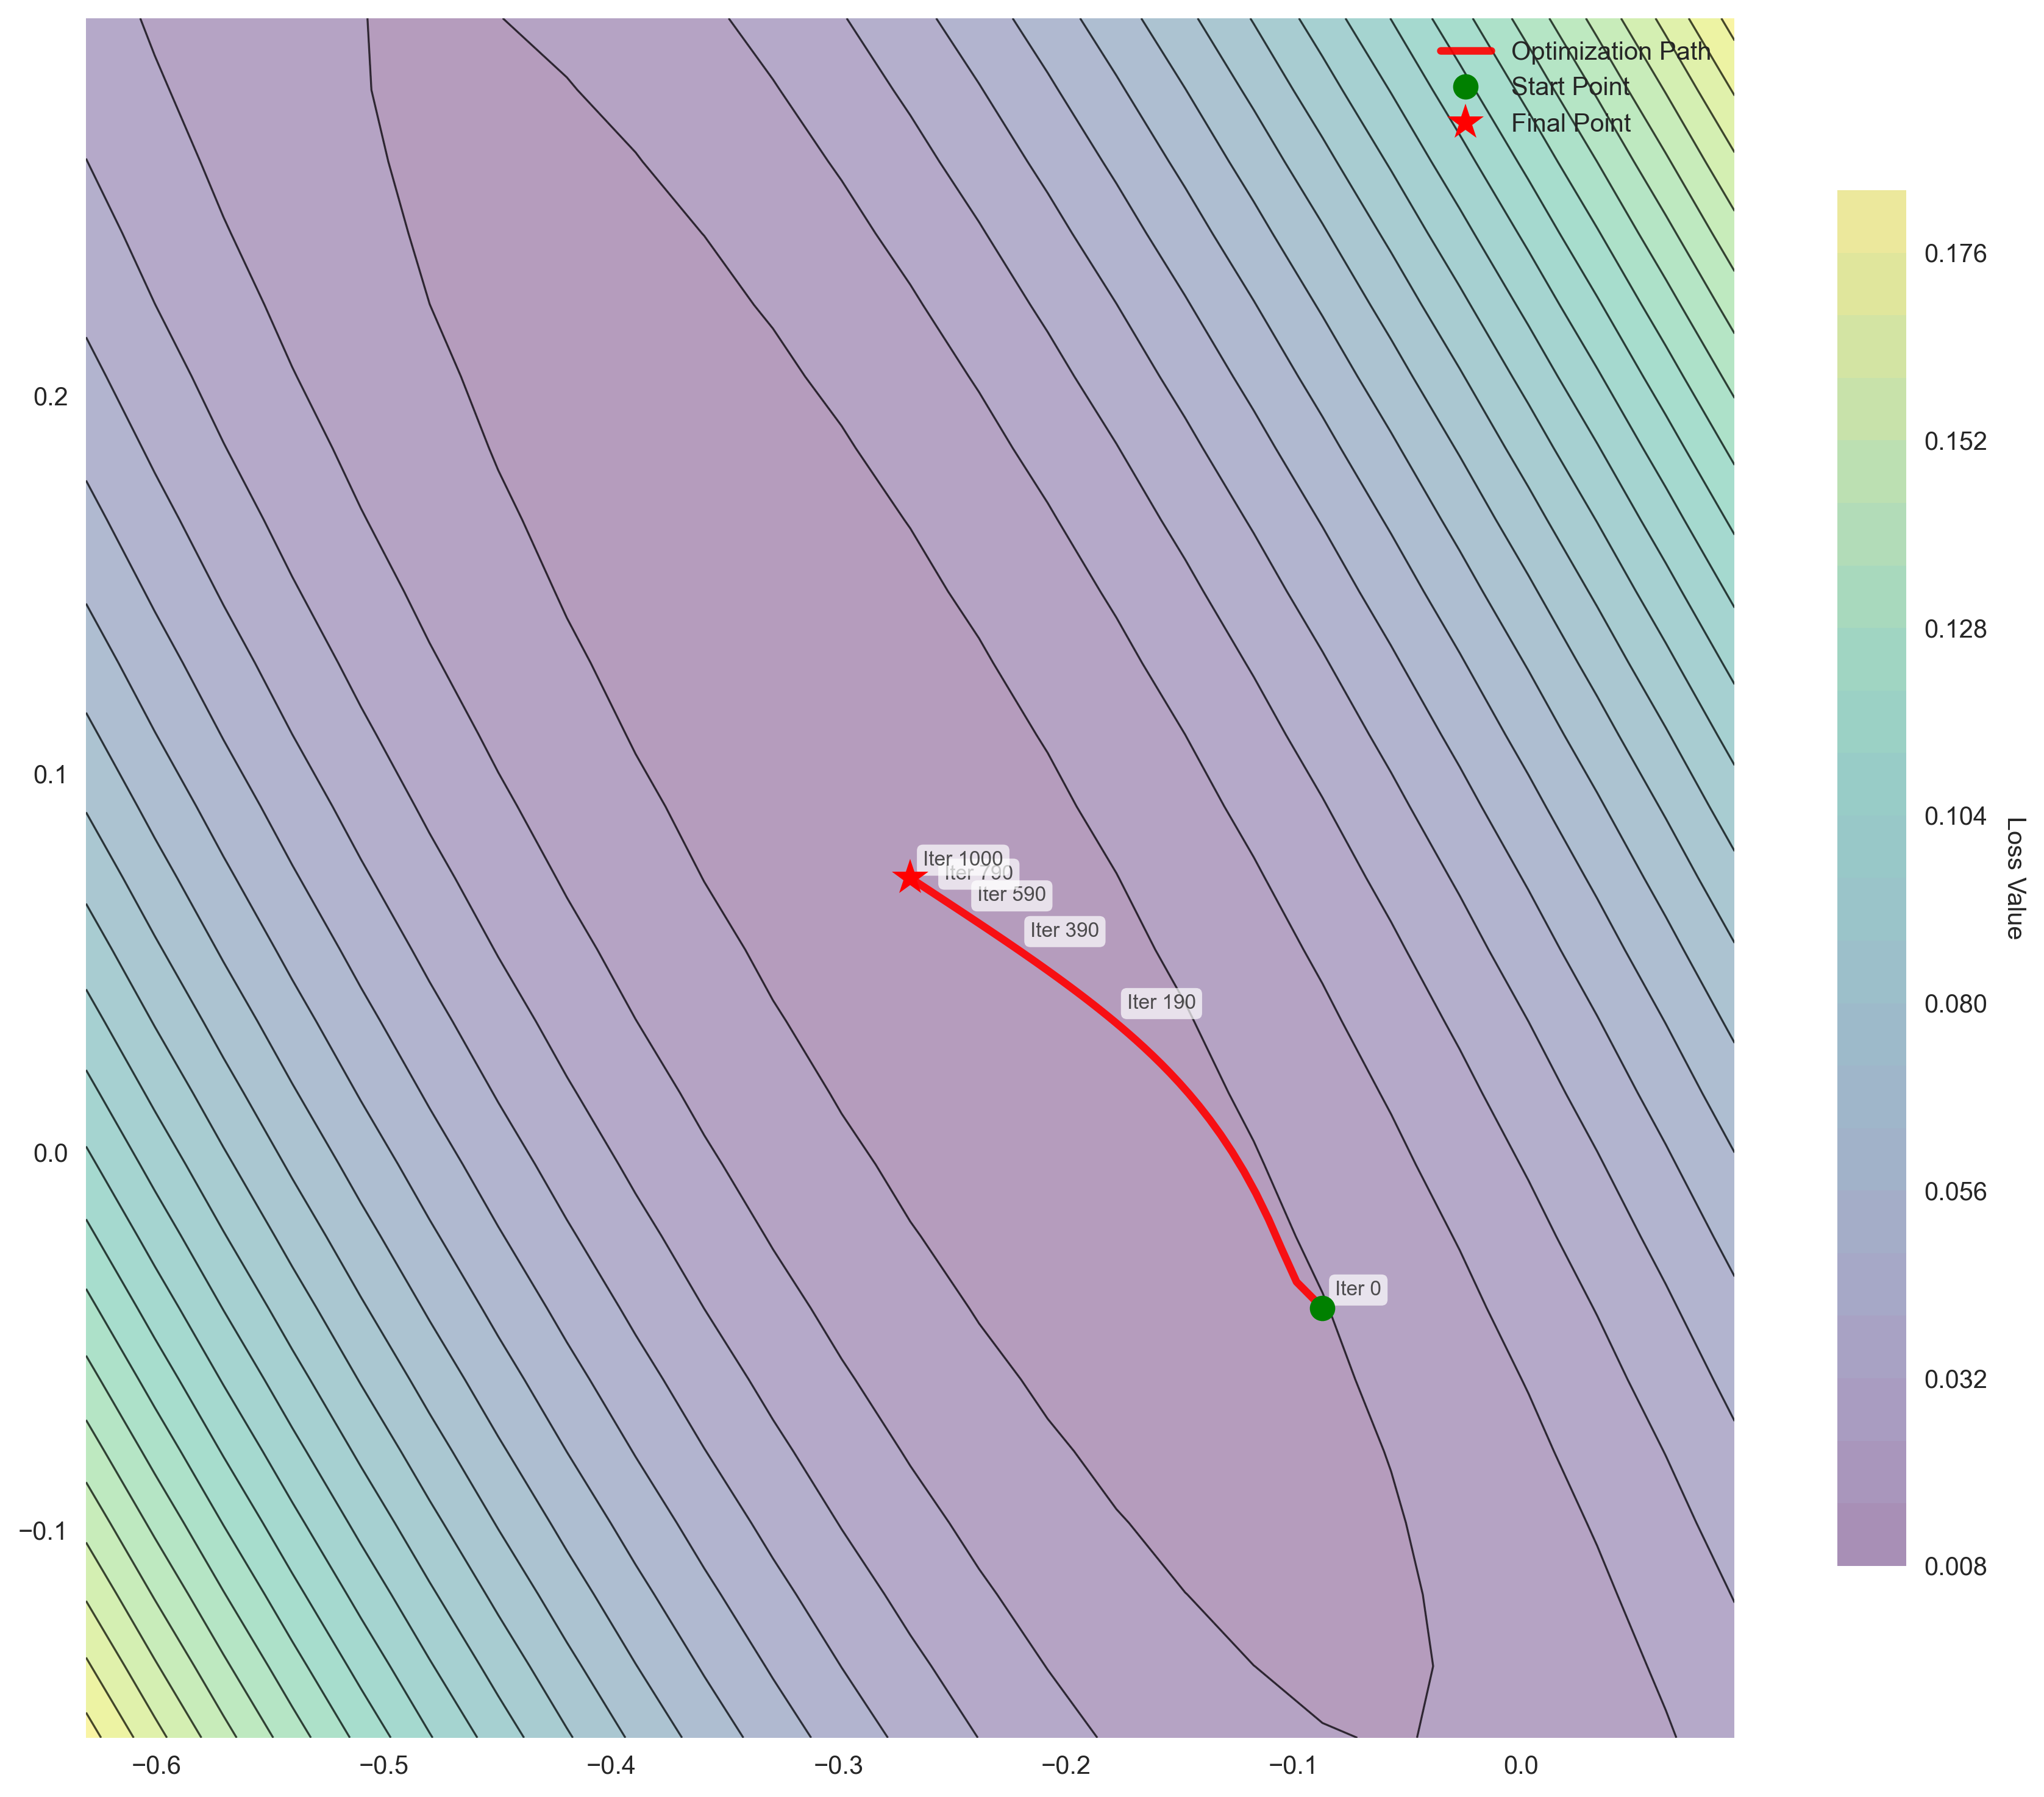 Optimization Path
Start Point
Final Point
0.2
0.1
0.0
−0.1
−0.6
−0.5
−0.4
−0.3
−0.2
−0.1
0.0
Iter 1000
Iter 790
Iter 590
Iter 390
Iter 190
Iter 0
0.176
0.152
0.128
0.104
0.080
0.056
0.032
0.008
Loss Value